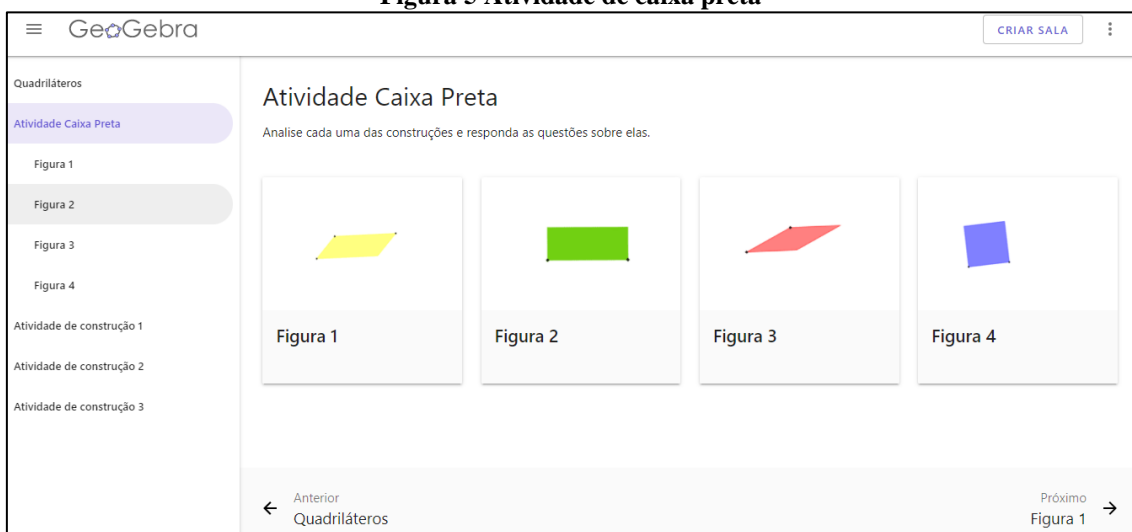 Figura 5 Atividade de caixa preta
GeoGebra
CRIAR SALA
Quadriláteros
Atividade Caixa Preta
Figura 1
Figura 2
Figura 3
Figura 4
Atividade de construção 1
Atividade de construção 2
Atividade de construção 3
Atividade Caixa Preta
Analise cada uma das construções e responda as questões sobre elas.
Figura 1
Figura 2
Figura 3
Figura 4
Anterior
Quadriláteros
Próximo
Figura 1